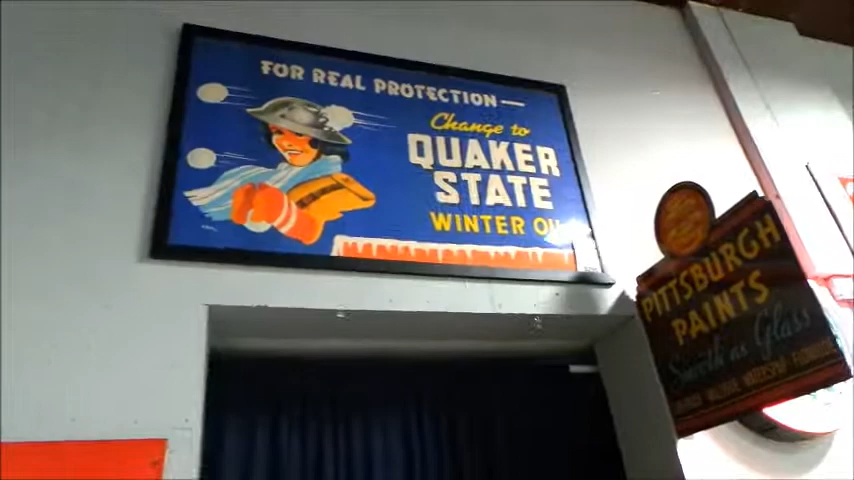 FOR REAL PROTECTION—
Change to
QUAKER
STATE
WINTER OIL
PITTSBURGH
PAINTS
Smooth as Glass